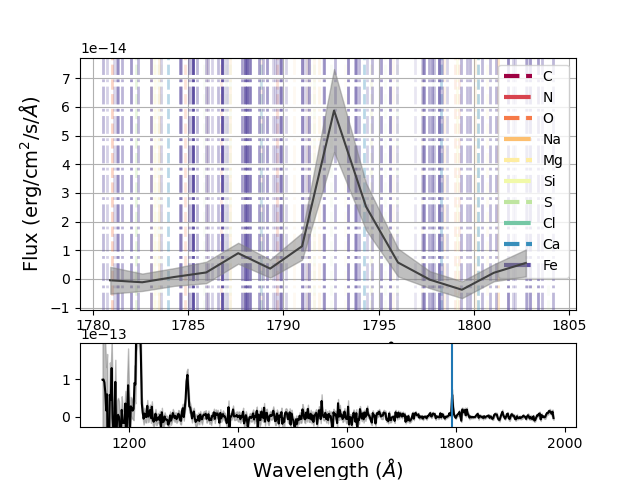 1e−14
Flux (erg/cm²/s/Å)
7
6
5
4
3
2
1
0
−1
C
N
O
Na
Mg
Si
S
Cl
Ca
Fe
1780 1785 1790 1795 1800 1805
1e−13
1
0
1200 1400 1600 1800 2000
Wavelength (Å)